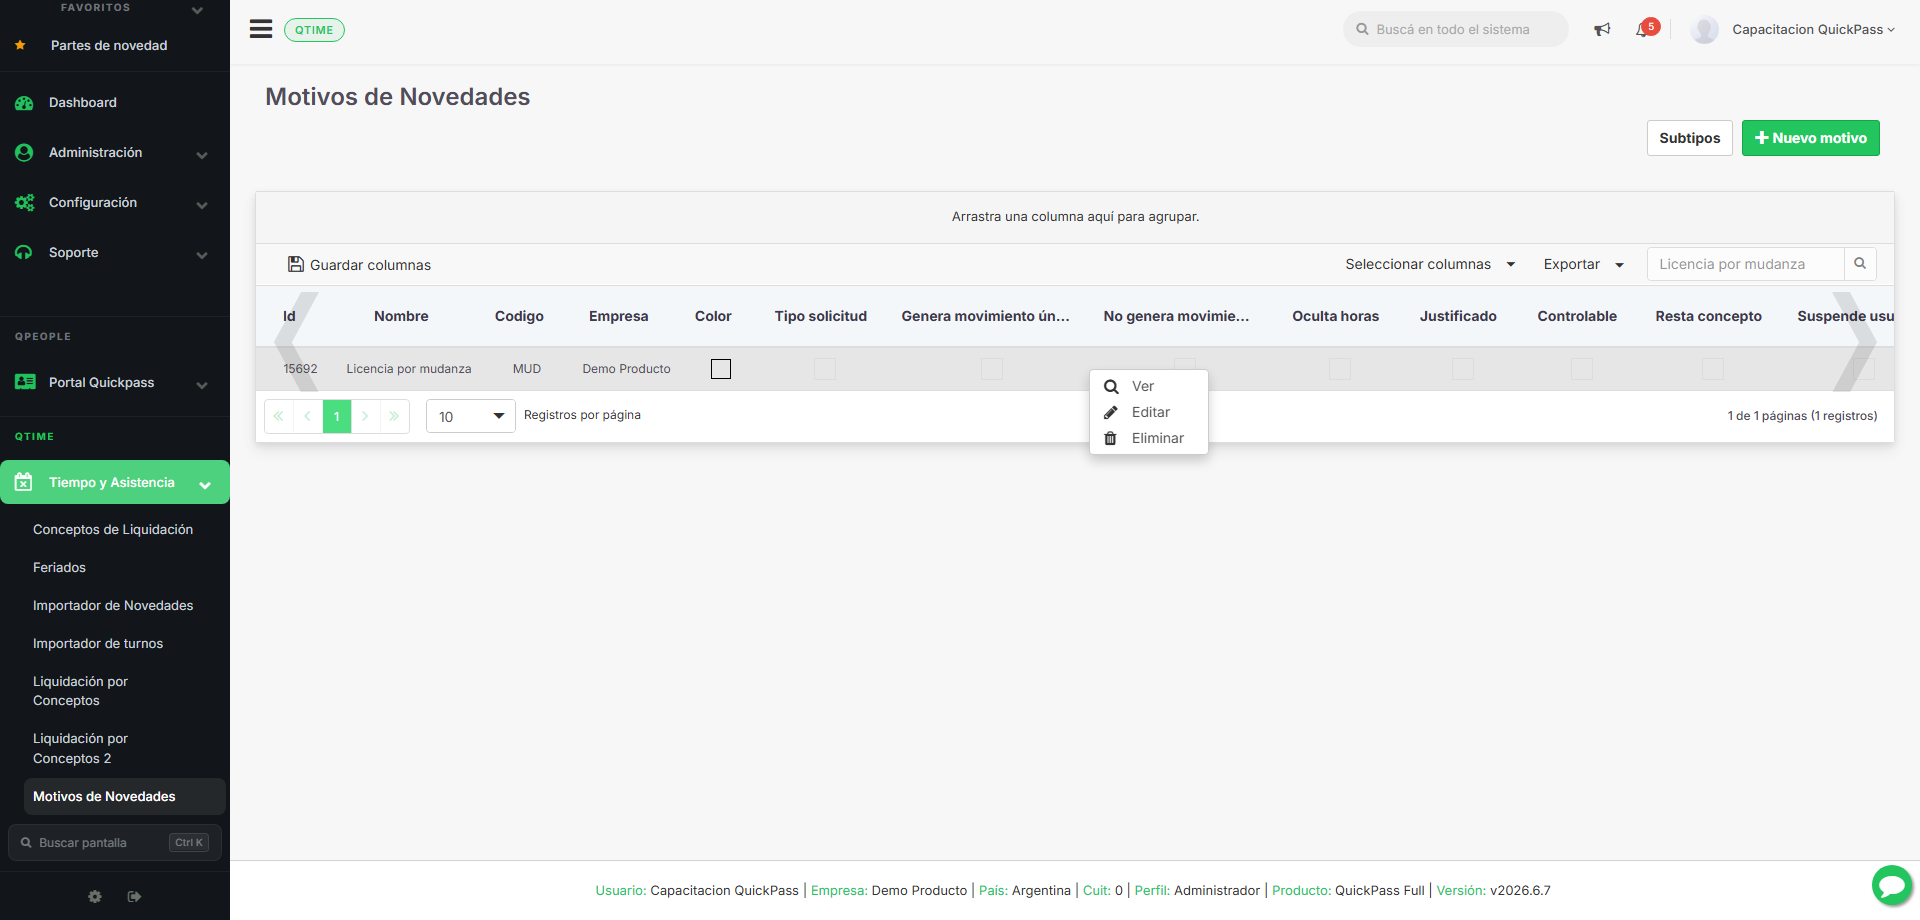 FAVORITOS
Partes de novedad
Dashboard
Administración
Configuración
Soporte
QPEOPLE
Portal Quickpass
QTIME
Tiempo y Asistencia
Conceptos de Liquidación
Feriados
Importador de Novedades
Importador de turnos
Liquidación por
Conceptos
Liquidación por
Conceptos 2
Motivos de Novedades
Buscar pantalla
Ctrl K
QTIME
Buscá en todo el sistema
5
Capacitacion QuickPass
Motivos de Novedades
Subtipos
Nuevo motivo
Arrastra una columna aquí para agrupar.
Guardar columnas
Seleccionar columnas
Exportar
Licencia por mudanza
Id Nombre Codigo Empresa Color Tipo solicitud Genera movimiento ún... No genera movimie... Oculta horas Justificado Controlable Resta concepto Suspende usu
15692 Licencia por mudanza MUD Demo Producto
Ver
Editar
Eliminar
« ‹ 1 › »
10
Registros por página
1 de 1 páginas (1 registros)
Usuario: Capacitacion QuickPass | Empresa: Demo Producto | Pais: Argentina | Cuit: 0 | Perfil: Administrador | Producto: QuickPass Full | Versión: v2026.6.7